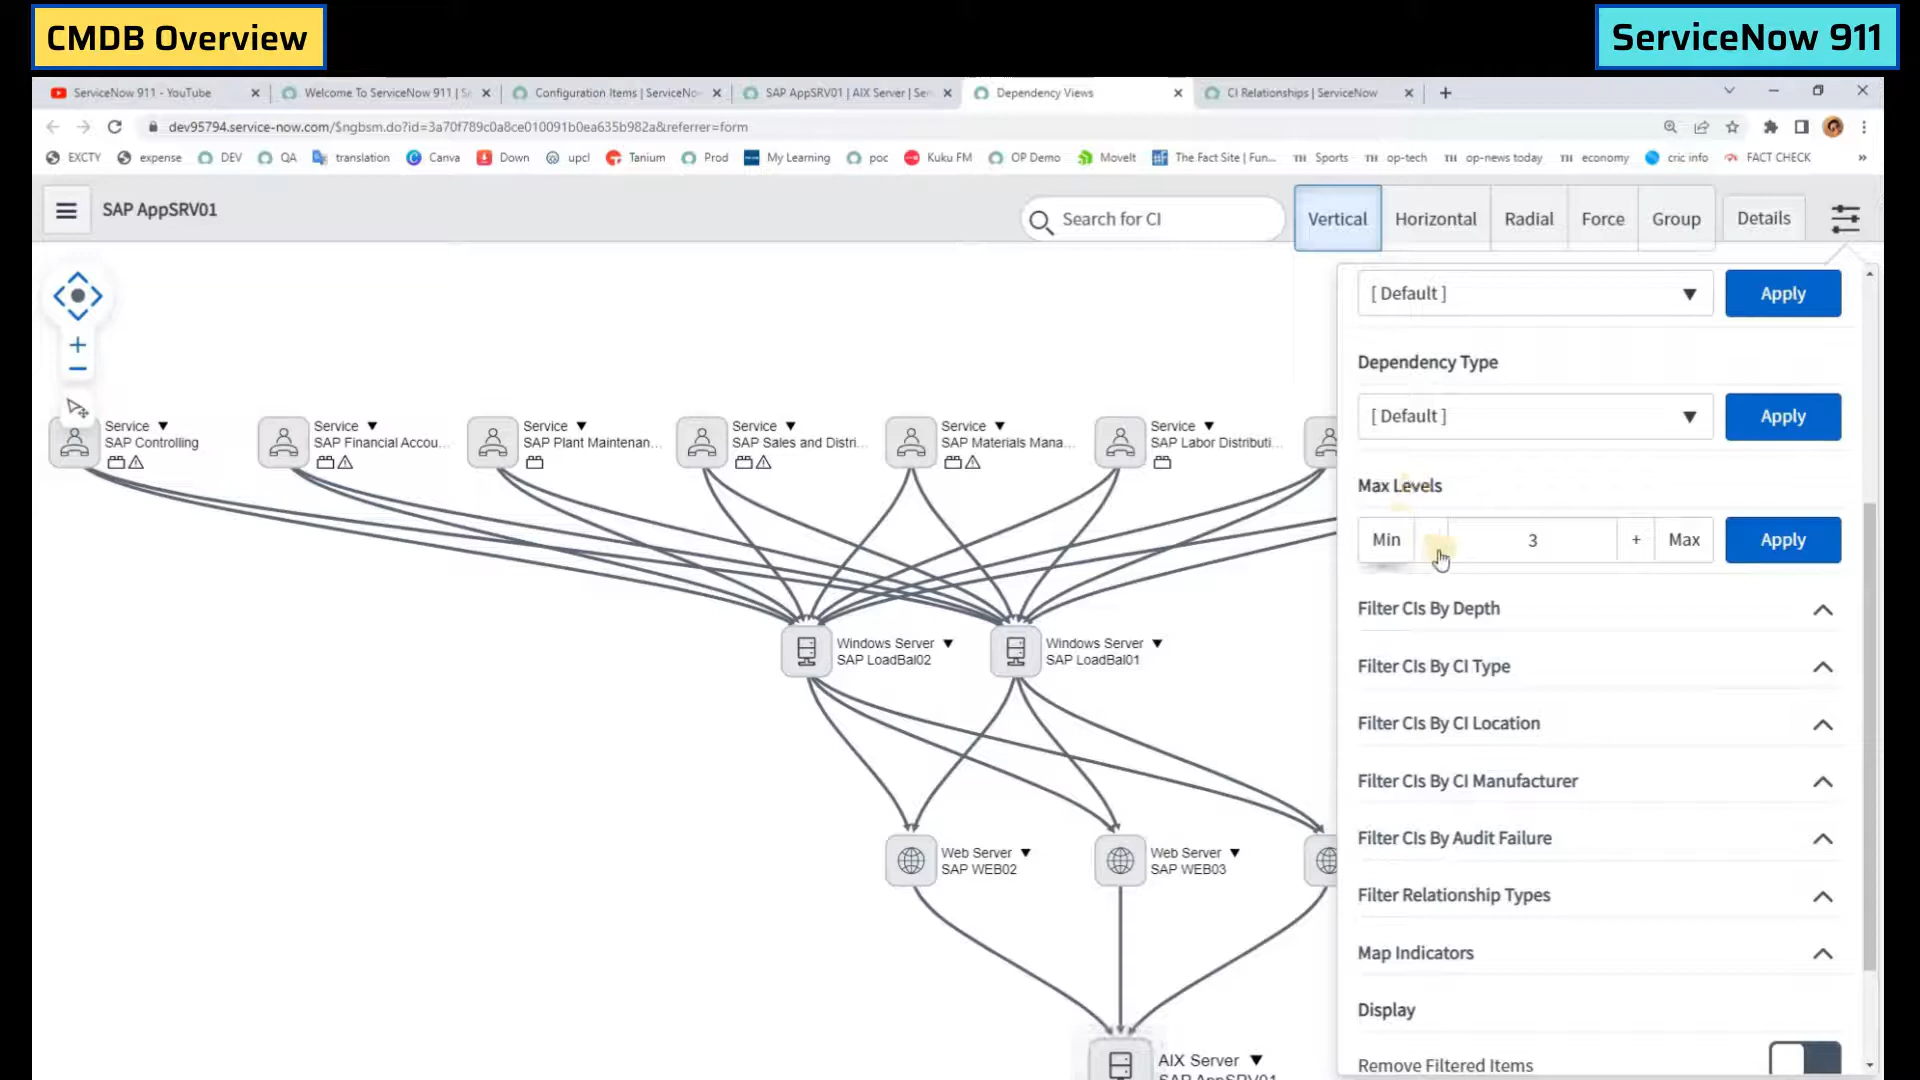 CMDB Overview
ServiceNow 911
ServiceNow 911 - YouTube
Welcome To ServiceNow 911 | S
Configuration Items | ServiceNo
SAP AppSRV01 | AIX Server | Ser
Dependency Views
CI Relationships | ServiceNow
dev95794.service-now.com/$ngbsm.do?id=3a70f789c0a8ce010091b0ea635b982a&referrer=form
EXCTY
expense
DEV
QA
translation
Canva
Down
upcl
Tanium
Prod
My Learning
poc
Kuku FM
OP Demo
MoveIt
The Fact Site | Fun...
TH Sports
TH op-tech
TH op-news today
TH economy
cric info
FACT CHECK
SAP AppSRV01
Search for CI
Vertical
Horizontal
Radial
Force
Group
Details
[ Default ]
Apply
Dependency Type
[ Default ]
Apply
Max Levels
Min
3
+
Max
Apply
Filter CIs By Depth
Filter CIs By CI Type
Filter CIs By CI Location
Filter CIs By CI Manufacturer
Filter CIs By Audit Failure
Filter Relationship Types
Map Indicators
Display
Remove Filtered Items
Service
SAP Controlling
Service
SAP Financial Accou...
Service
SAP Plant Maintenan...
Service
SAP Sales and Distri...
Service
SAP Materials Mana...
Service
SAP Labor Distributi...
Windows Server
SAP LoadBal02
Windows Server
SAP LoadBal01
Web Server
SAP WEB02
Web Server
SAP WEB03
AIX Server
SAP AppSRV01